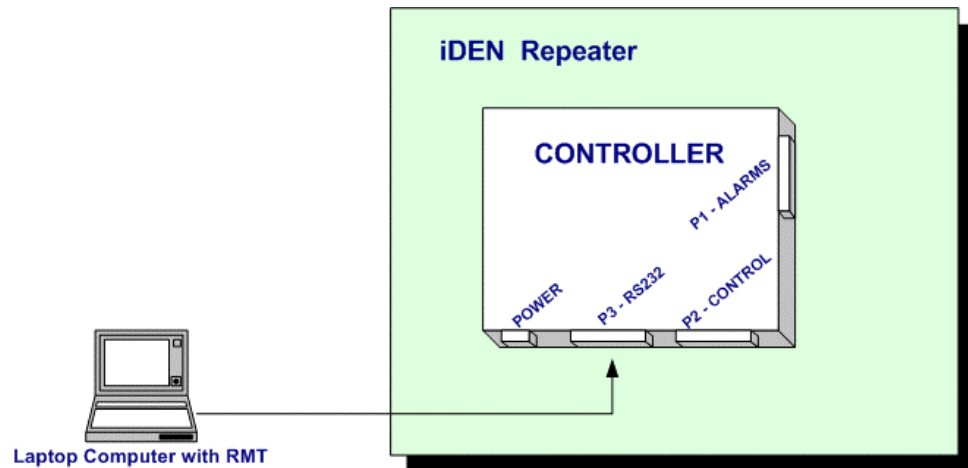 iDEN Repeater
CONTROLLER
P1 - ALARMS
POWER
P3 - RS232
P2 - CONTROL
Laptop Computer with RMT